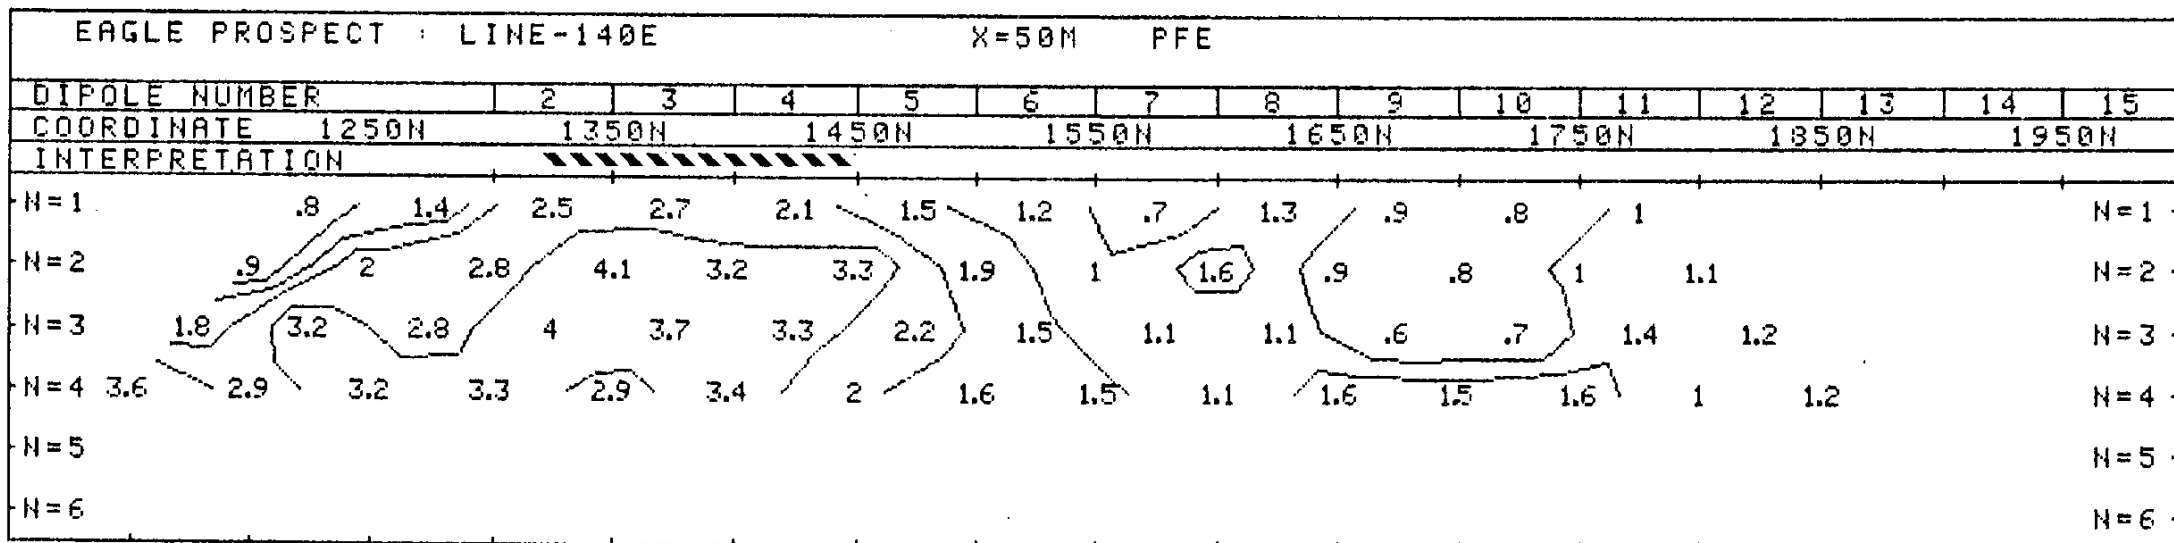 EAGLE PROSPECT : LINE-140E X=50M PFE
DIPOLE NUMBER 2 3 4 5 6 7 8 9 10 11 12 13 14 15
COORDINATE 1250N 1350N 1450N 1550N 1650N 1750N 1850N 1950N
INTERPRETATION
N=1 .8 1.4 2.5 2.7 2.1 1.5 1.2 .7 1.3 .9 .8 1 N=1
N=2 .9 2 2.8 4.1 3.2 3.3 1.9 1 1.6 .9 .8 1 1.1 N=2
N=3 1.8 3.2 2.8 4 3.7 3.3 2.2 1.5 1.1 1.1 .6 .7 1.4 1.2 N=3
N=4 3.6 2.9 3.2 3.3 2.9 3.4 2 1.6 1.5 1.1 1.6 1.5 1.6 1 1.2 N=4
N=5 N=5
N=6 N=6